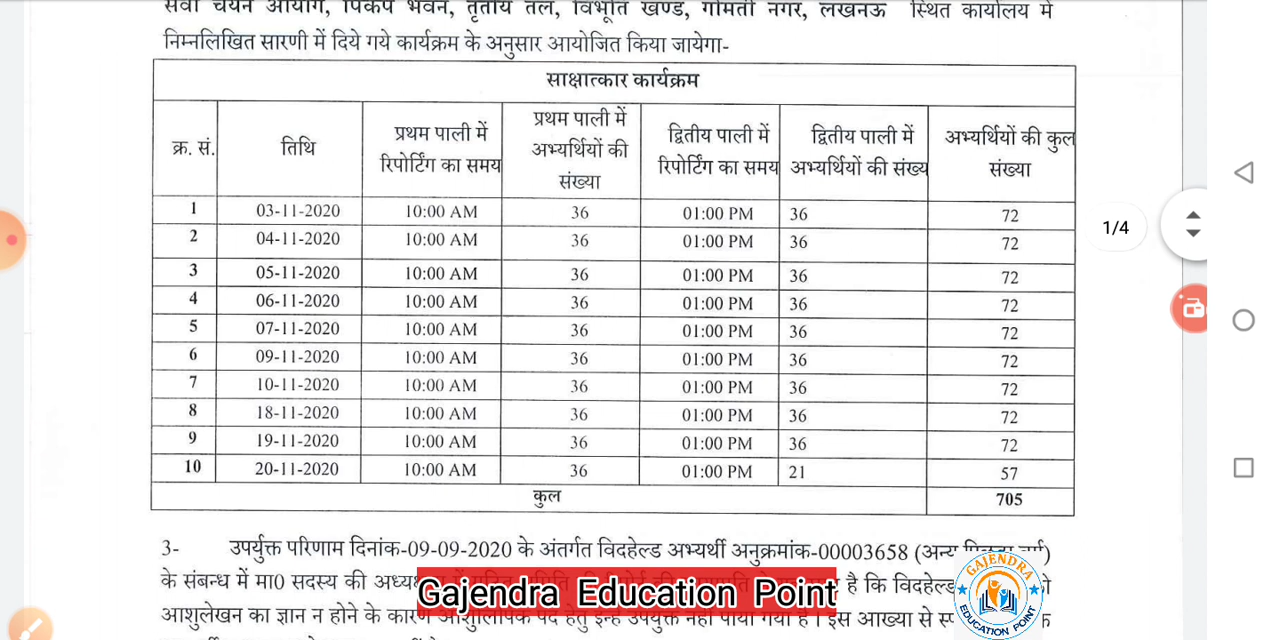 सेवा चयन आयोग, पिकप भवन, तृतीय तल, विभूति खण्ड, गोमती नगर, लखनऊ स्थित कार्यालय में
निम्नलिखित सारणी में दिये गये कार्यक्रम के अनुसार आयोजित किया जायेगा-
साक्षात्कार कार्यक्रम
क्र. सं. तिथि प्रथम पाली में रिपोर्टिंग का समय प्रथम पाली में अभ्यर्थियों की संख्या द्वितीय पाली में रिपोर्टिंग का समय द्वितीय पाली में अभ्यर्थियों की संख्य अभ्यर्थियों की कुल संख्या
1 03-11-2020 10:00 AM 36 01:00 PM 36 72
2 04-11-2020 10:00 AM 36 01:00 PM 36 72
3 05-11-2020 10:00 AM 36 01:00 PM 36 72
4 06-11-2020 10:00 AM 36 01:00 PM 36 72
5 07-11-2020 10:00 AM 36 01:00 PM 36 72
6 09-11-2020 10:00 AM 36 01:00 PM 36 72
7 10-11-2020 10:00 AM 36 01:00 PM 36 72
8 18-11-2020 10:00 AM 36 01:00 PM 36 72
9 19-11-2020 10:00 AM 36 01:00 PM 36 72
10 20-11-2020 10:00 AM 36 01:00 PM 21 57
कुल 705
3- उपर्युक्त परिणाम दिनांक-09-09-2020 के अंतर्गत विदहेल्ड अभ्यर्थी अनुक्रमांक-00003658
के संबन्ध में मा0 सदस्य की है कि विदहेल्ड
आशुलेखन का ज्ञान न होने के कारण आशुलिपिक पद हेतु इन्हें उपयुक्त नहीं पाया गया है। इस आख्या से
1/4
Gajendra Education Point
GAJENDRA
EDUCATION POINT